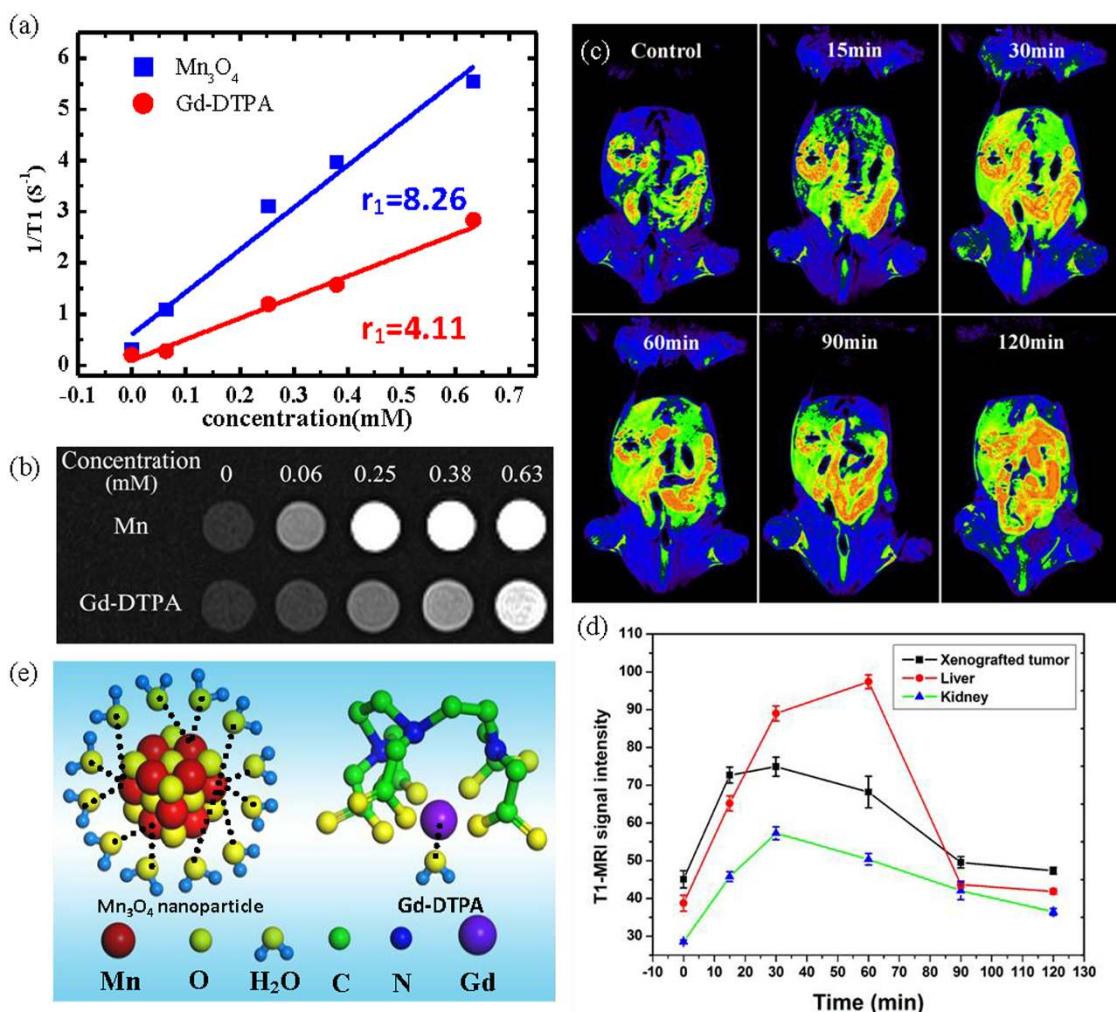 (a)
Mn₃O₄
Gd-DTPA
6
5
4
3
2
1
0
1/T1 (s⁻¹)
r₁=8.26
r₁=4.11
-0.1 0.0 0.1 0.2 0.3 0.4 0.5 0.6 0.7
concentration(mM)
(b)
Concentration
(mM)
0 0.06 0.25 0.38 0.63
Mn
Gd-DTPA
(e)
Mn₃O₄ nanoparticle
Gd-DTPA
Mn O H₂O C N Gd
(c)
Control 15min 30min
60min 90min 120min
(d)
110
100
90
80
70
60
50
40
30
T1-MRI signal intensity
Xenografted tumor
Liver
Kidney
-10 0 10 20 30 40 50 60 70 80 90 100 110 120 130
Time (min)